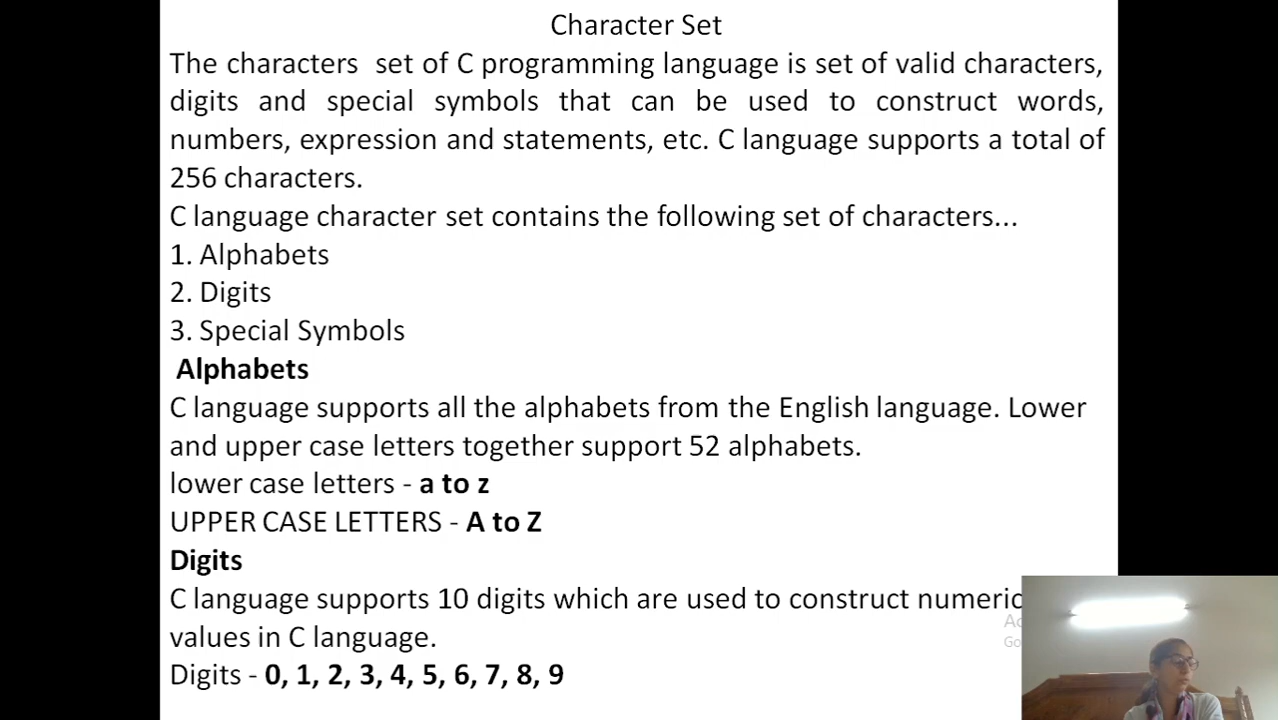 Character Set
The characters set of C programming language is set of valid characters,
digits and special symbols that can be used to construct words,
numbers, expression and statements, etc. C language supports a total of
256 characters.
C language character set contains the following set of characters...
1. Alphabets
2. Digits
3. Special Symbols
Alphabets
C language supports all the alphabets from the English language. Lower
and upper case letters together support 52 alphabets.
lower case letters - a to z
UPPER CASE LETTERS - A to Z
Digits
C language supports 10 digits which are used to construct numeric
values in C language.
Digits - 0, 1, 2, 3, 4, 5, 6, 7, 8, 9